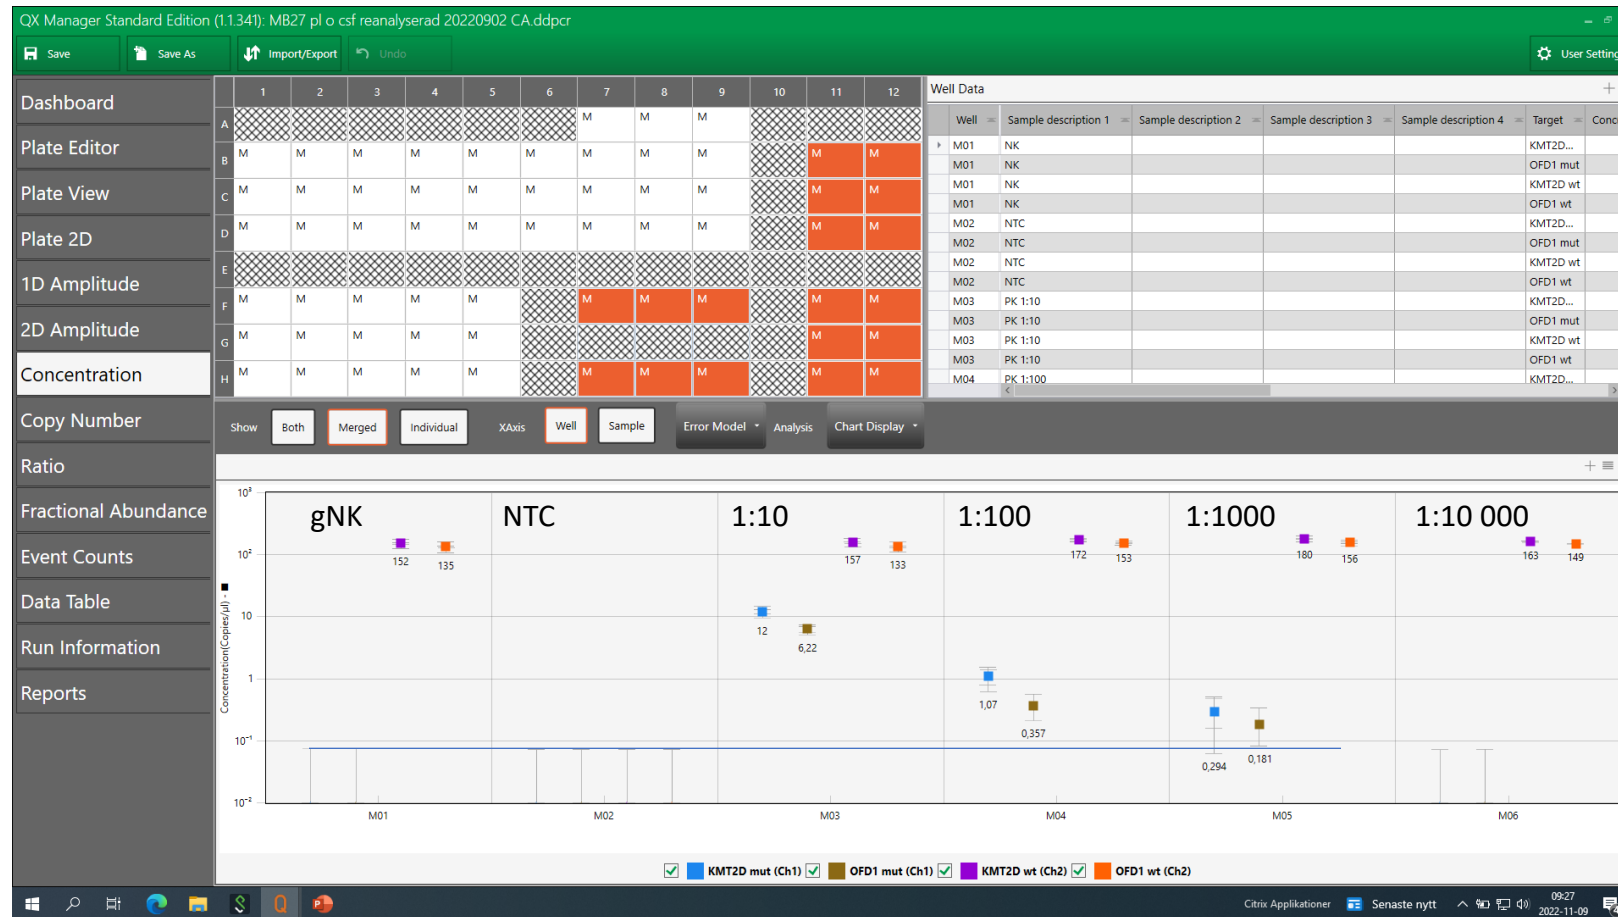 QX Manager Standard Edition (1.1.341): MB27 pl o csf reanalyserad 20220902 CA.ddpcr
Save
Save As
Import/Export
Undo
User Setting
Dashboard
Plate Editor
Plate View
Plate 2D
1D Amplitude
2D Amplitude
Concentration
Copy Number
Ratio
Fractional Abundance
Event Counts
Data Table
Run Information
Reports
1 2 3 4 5 6 7 8 9 10 11 12
A M M M
B M M M M M M M M M M M
C M M M M M M M M M M M
D M M M M M M M M M M M
E
F M M M M M M M M M M
G M M M M M M M
H M M M M M M M M M M
Well Data
Well Sample description 1 Sample description 2 Sample description 3 Sample description 4 Target Conc
M01 NK KMT2D...
M01 NK OFD1 mut
M01 NK KMT2D wt
M01 NK OFD1 wt
M02 NTC KMT2D...
M02 NTC OFD1 mut
M02 NTC KMT2D wt
M02 NTC OFD1 wt
M03 PK 1:10 KMT2D...
M03 PK 1:10 OFD1 mut
M03 PK 1:10 KMT2D wt
M03 PK 1:10 OFD1 wt
M04 PK 1:100 KMT2D...
Show Both Merged Individual XAxis Well Sample Error Model Analysis Chart Display
gNK NTC 1:10 1:100 1:1000 1:10 000
Concentration(Copies/µl) -
10³
10²
10
1
10⁻¹
10⁻²
152 135 157 133 172 153 180 156 163 149
12 6,22
1,07 0,357
0,294 0,181
M01 M02 M03 M04 M05 M06
KMT2D mut (Ch1) OFD1 mut (Ch1) KMT2D wt (Ch2) OFD1 wt (Ch2)
Citrix Applikationer Senaste nytt 09:27
2022-11-09